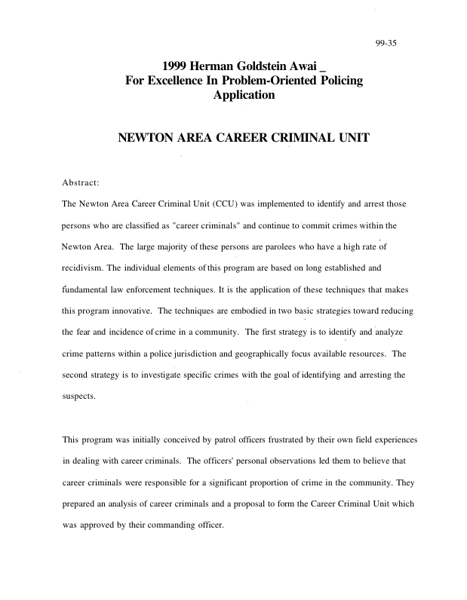 99-35
1999 Herman Goldstein Awai _
For Excellence In Problem-Oriented Policing
Application
NEWTON AREA CAREER CRIMINAL UNIT
Abstract:
The Newton Area Career Criminal Unit (CCU) was implemented to identify and arrest those
persons who are classified as "career criminals" and continue to commit crimes within the
Newton Area. The large majority of these persons are parolees who have a high rate of
recidivism. The individual elements of this program are based on long established and
fundamental law enforcement techniques. It is the application of these techniques that makes
this program innovative. The techniques are embodied in two basic strategies toward reducing
the fear and incidence of crime in a community. The first strategy is to identify and analyze
crime patterns within a police jurisdiction and geographically focus available resources. The
second strategy is to investigate specific crimes with the goal of identifying and arresting the
suspects.
This program was initially conceived by patrol officers frustrated by their own field experiences
in dealing with career criminals. The officers' personal observations led them to believe that
career criminals were responsible for a significant proportion of crime in the community. They
prepared an analysis of career criminals and a proposal to form the Career Criminal Unit which
was approved by their commanding officer.